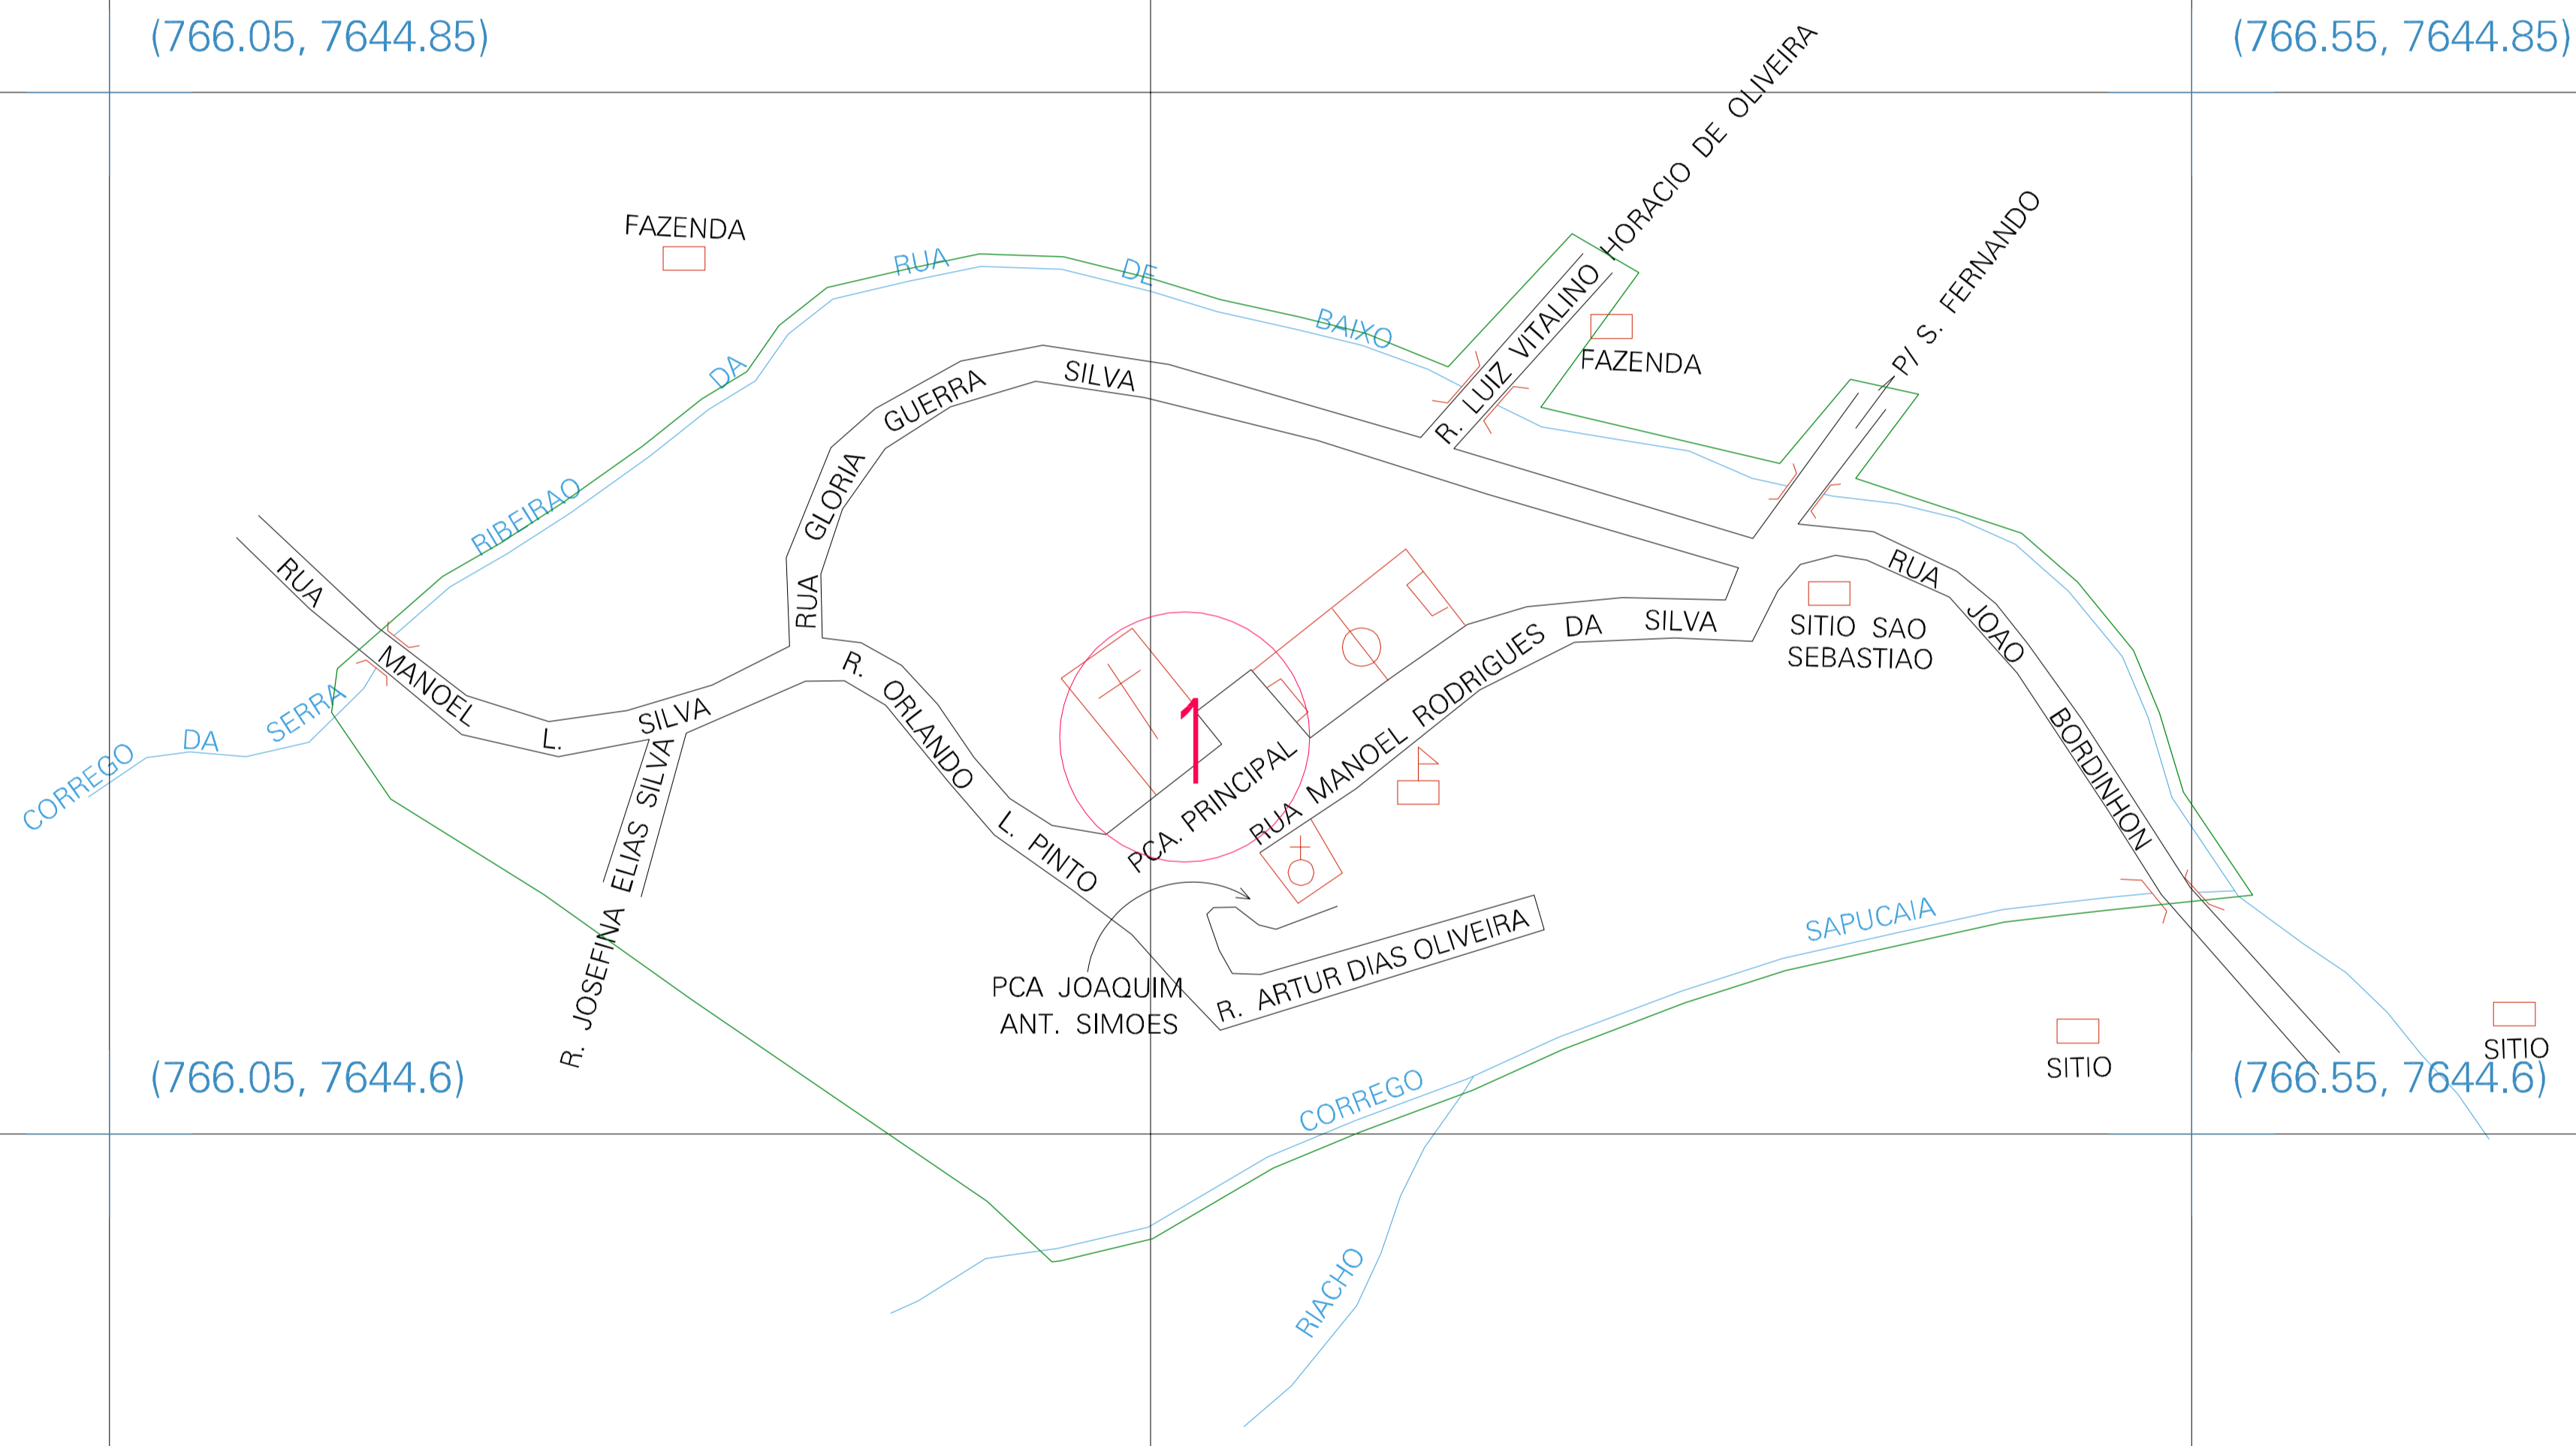 (766.05, 7644.85)
(766.55, 7644.85)
HORACIO DE OLIVEIRA
FAZENDA
RUA DE BAIXO
P/ S. FERNANDO
R. LUIZ VITALINO
FAZENDA
RIBEIRAO DA
RUA GLORIA GUERRA SILVA
RUA MANOEL L. SILVA
CORREGO DA SERRA
R. JOSEFINA ELIAS SILVA
R. ORLANDO L. PINTO
1
PCA. PRINCIPAL
RUA MANOEL RODRIGUES DA SILVA
SITIO SAO
SEBASTIAO
RUA JOAO BORDINHON
PCA JOAQUIM
ANT. SIMOES
R. ARTUR DIAS OLIVEIRA
CORREGO SAPUCAIA
SITIO
SITIO
(766.05, 7644.6)
(766.55, 7644.6)
RIACHO